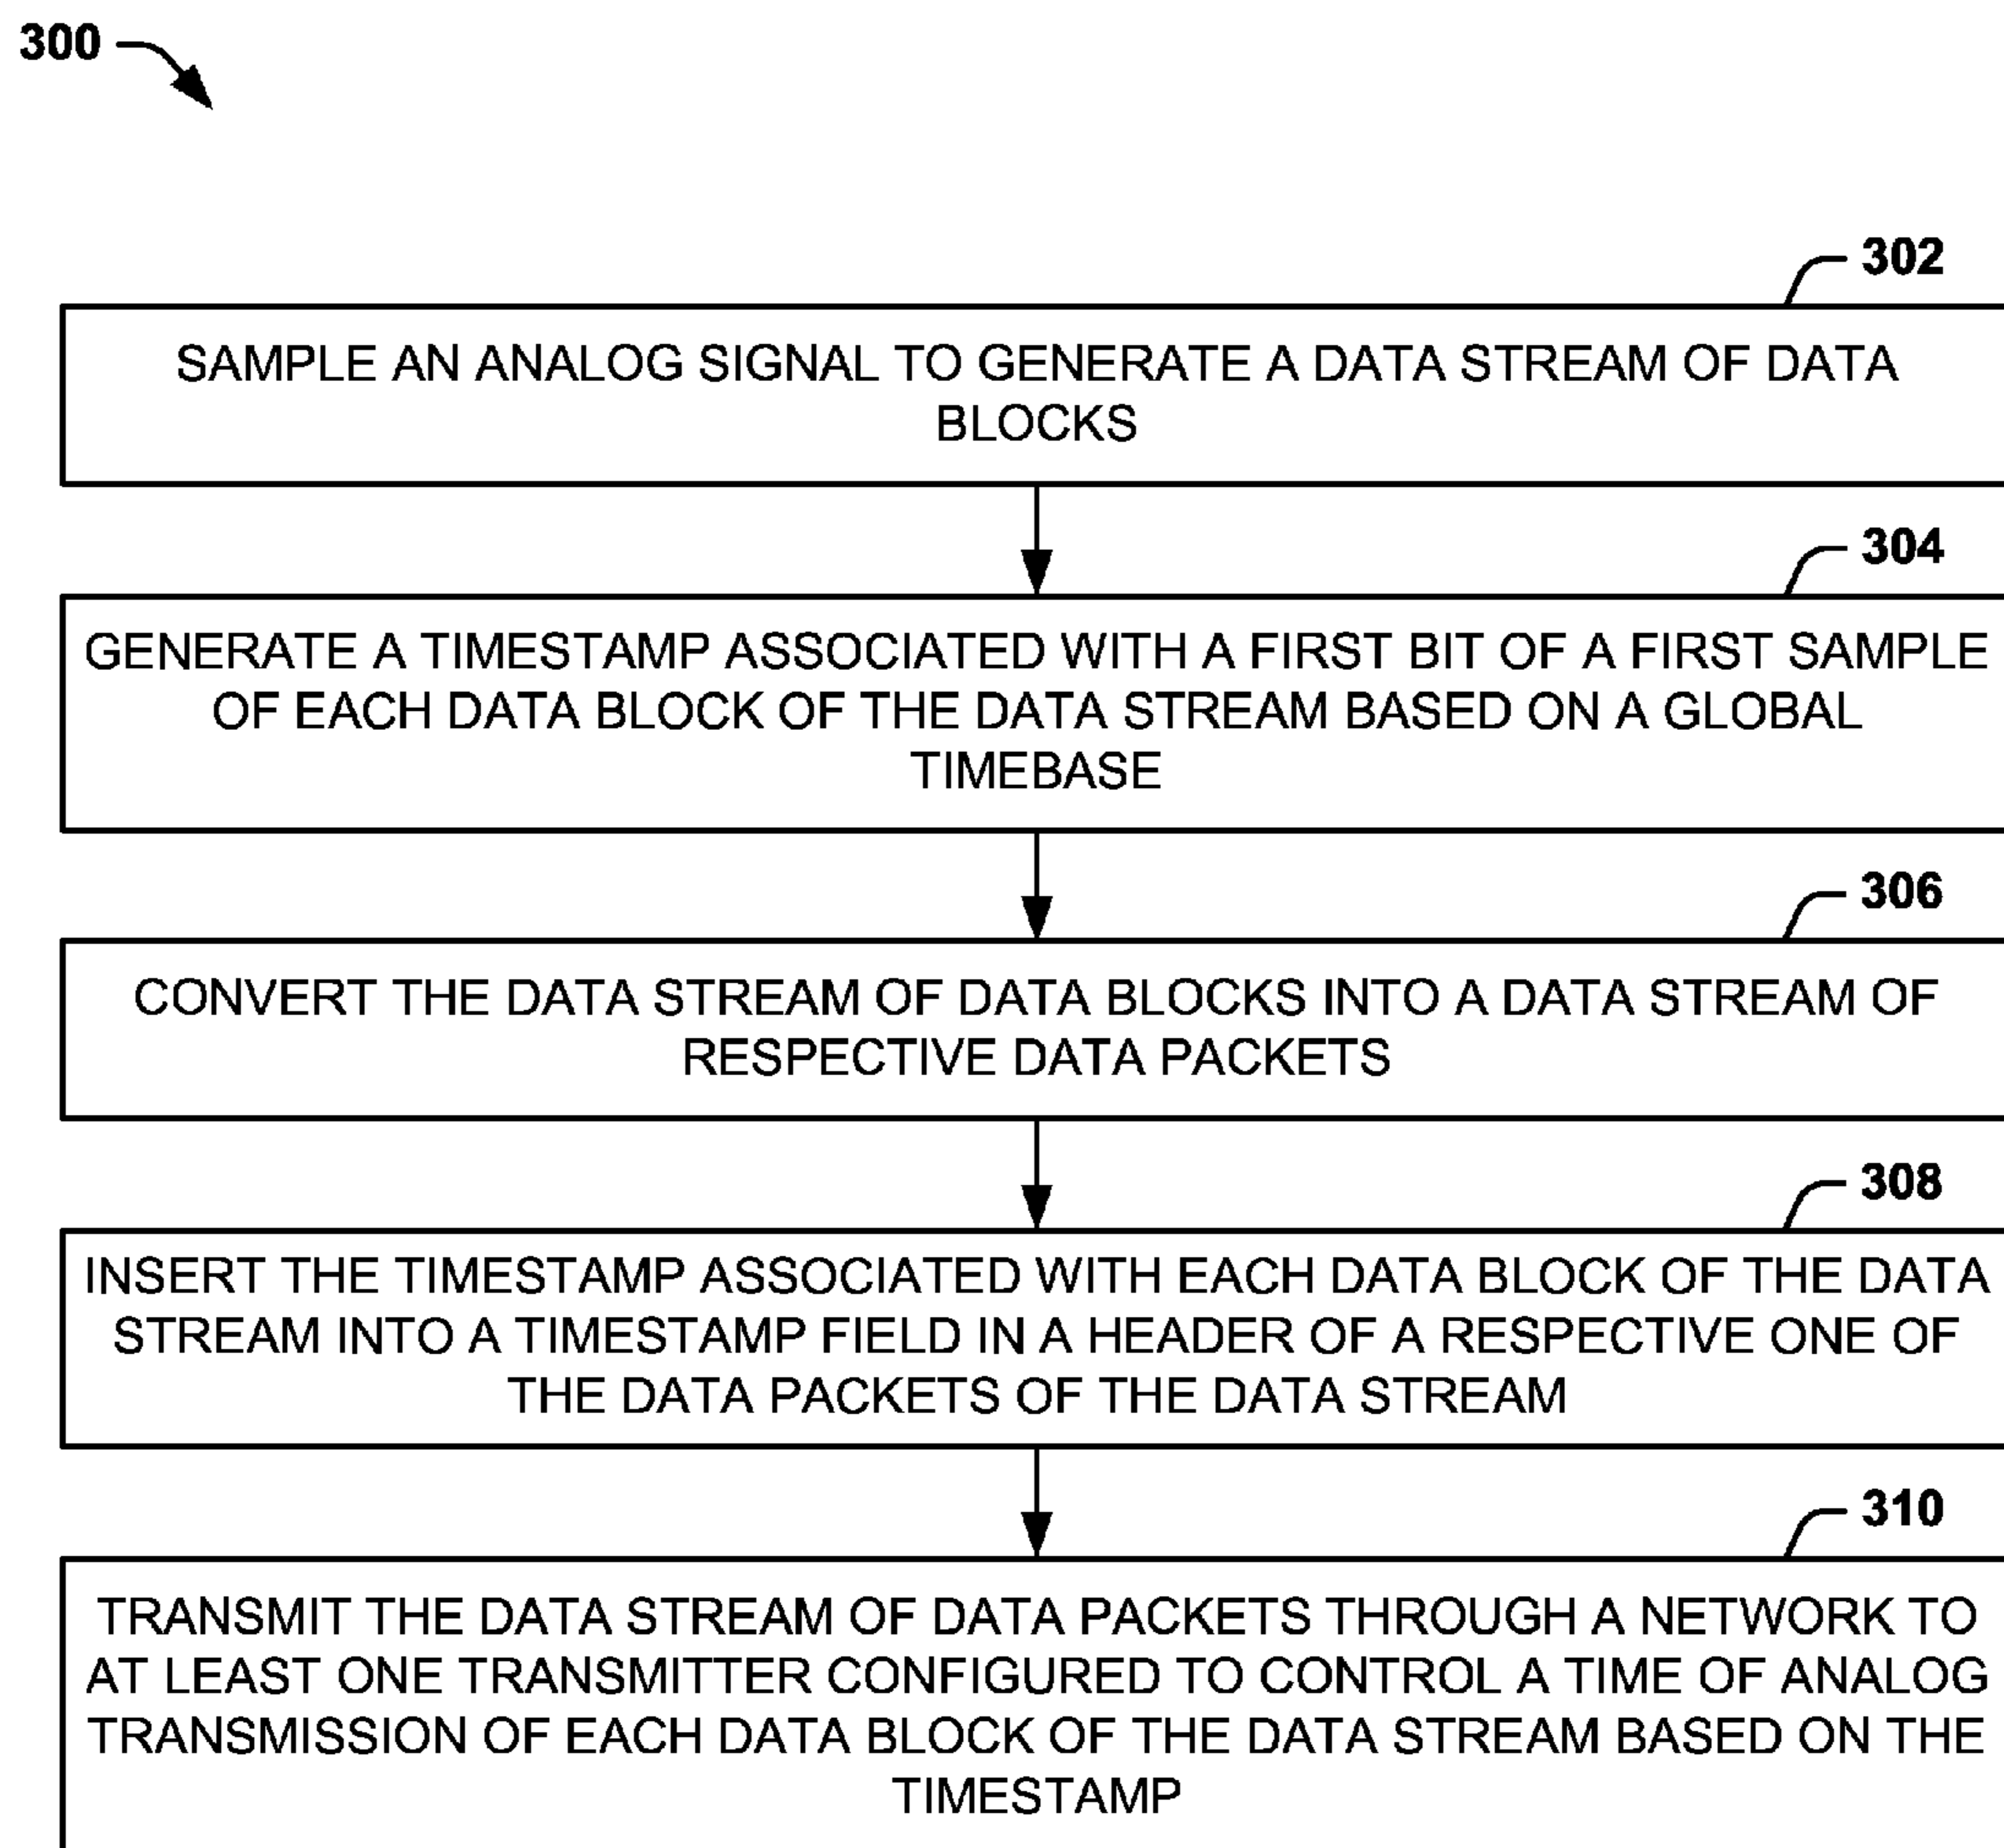 300
302
SAMPLE AN ANALOG SIGNAL TO GENERATE A DATA STREAM OF DATA
BLOCKS
304
GENERATE A TIMESTAMP ASSOCIATED WITH A FIRST BIT OF A FIRST SAMPLE
OF EACH DATA BLOCK OF THE DATA STREAM BASED ON A GLOBAL
TIMEBASE
306
CONVERT THE DATA STREAM OF DATA BLOCKS INTO A DATA STREAM OF
RESPECTIVE DATA PACKETS
308
INSERT THE TIMESTAMP ASSOCIATED WITH EACH DATA BLOCK OF THE DATA
STREAM INTO A TIMESTAMP FIELD IN A HEADER OF A RESPECTIVE ONE OF
THE DATA PACKETS OF THE DATA STREAM
310
TRANSMIT THE DATA STREAM OF DATA PACKETS THROUGH A NETWORK TO
AT LEAST ONE TRANSMITTER CONFIGURED TO CONTROL A TIME OF ANALOG
TRANSMISSION OF EACH DATA BLOCK OF THE DATA STREAM BASED ON THE
TIMESTAMP